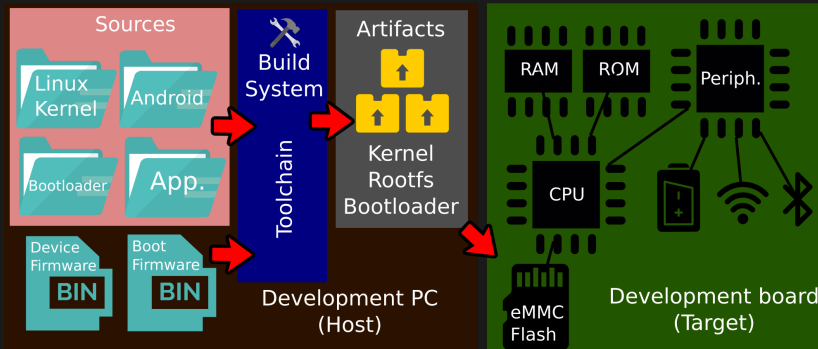 Sources
Linux
Kernel
Android
Bootloader
App.
Device
Firmware
BIN
Boot
Firmware
BIN
Build
System
Toolchain
Artifacts
Kernel
Rootfs
Bootloader
Development PC
(Host)
RAM
ROM
Periph.
CPU
eMMC
Flash
Development board
(Target)